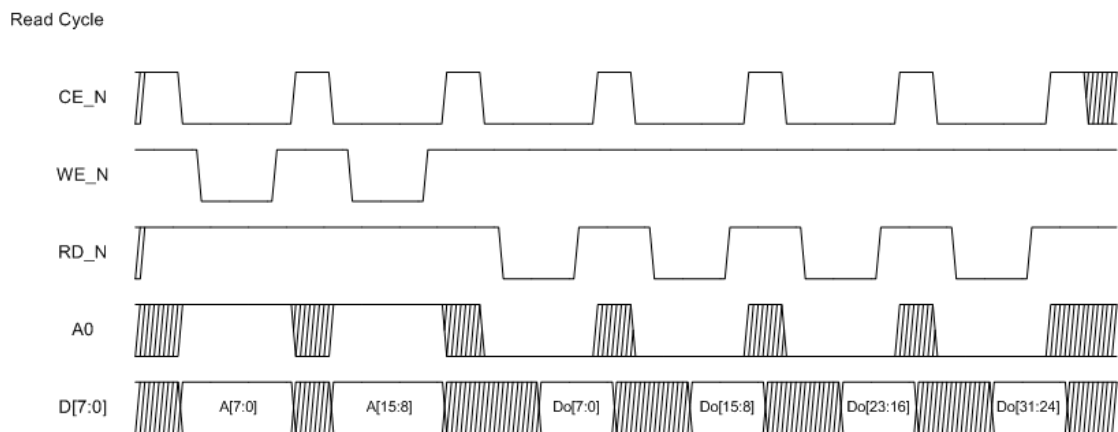 Read Cycle
CE_N
WE_N
RD_N
A0
D[7:0] A[7:0] A[15:8] Do[7:0] Do[15:8] Do[23:16] Do[31:24]